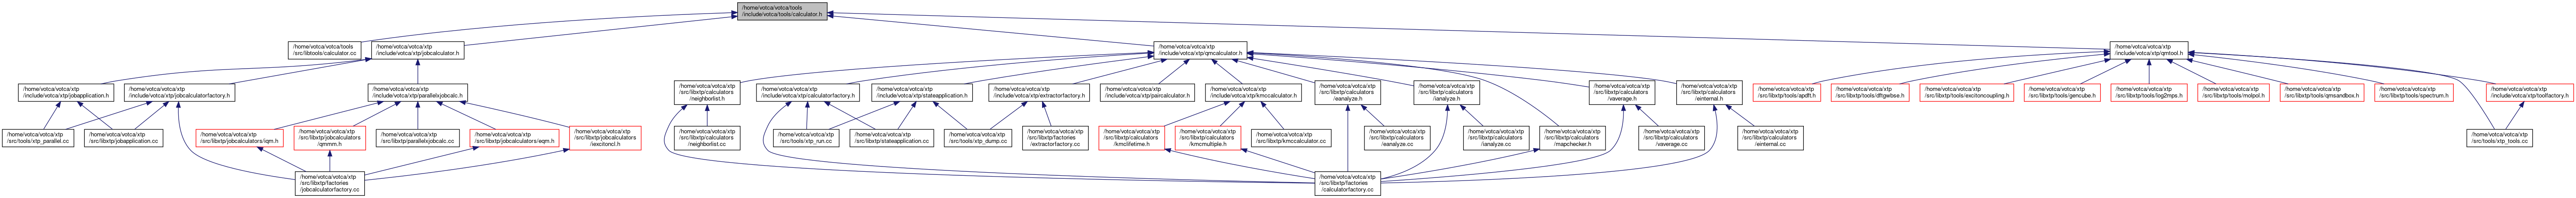 /home/votca/votca/tools
/include/votca/tools/calculator.h
/home/votca/votca/tools
/src/libtools/calculator.cc
/home/votca/votca/xtp
/include/votca/xtp/jobcalculator.h
/home/votca/votca/xtp
/include/votca/xtp/qmcalculator.h
/home/votca/votca/xtp
/include/votca/xtp/qmtool.h
/home/votca/votca/xtp
/include/votca/xtp/jobapplication.h
/home/votca/votca/xtp
/include/votca/xtp/jobcalculatorfactory.h
/home/votca/votca/xtp
/include/votca/xtp/parallelxjobcalc.h
/home/votca/votca/xtp
/src/libxtp/calculators
/neighborlist.h
/home/votca/votca/xtp
/include/votca/xtp/calculatorfactory.h
/home/votca/votca/xtp
/include/votca/xtp/stateapplication.h
/home/votca/votca/xtp
/include/votca/xtp/extractorfactory.h
/home/votca/votca/xtp
/include/votca/xtp/paircalculator.h
/home/votca/votca/xtp
/include/votca/xtp/kmccalculator.h
/home/votca/votca/xtp
/src/libxtp/calculators
/eanalyze.h
/home/votca/votca/xtp
/src/libxtp/calculators
/ianalyze.h
/home/votca/votca/xtp
/src/libxtp/calculators
/vaverage.h
/home/votca/votca/xtp
/src/libxtp/calculators
/einternal.h
/home/votca/votca/xtp
/src/libxtp/tools/apdft.h
/home/votca/votca/xtp
/src/libxtp/tools/dftgwbse.h
/home/votca/votca/xtp
/src/libxtp/tools/excitoncoupling.h
/home/votca/votca/xtp
/src/libxtp/tools/gencube.h
/home/votca/votca/xtp
/src/libxtp/tools/log2mps.h
/home/votca/votca/xtp
/src/libxtp/tools/molpol.h
/home/votca/votca/xtp
/src/libxtp/tools/qmsandbox.h
/home/votca/votca/xtp
/src/libxtp/tools/spectrum.h
/home/votca/votca/xtp
/include/votca/xtp/toolfactory.h
/home/votca/votca/xtp
/src/tools/xtp_parallel.cc
/home/votca/votca/xtp
/src/libxtp/jobapplication.cc
/home/votca/votca/xtp
/src/libxtp/jobcalculators/iqm.h
/home/votca/votca/xtp
/src/libxtp/jobcalculators
/qmmm.h
/home/votca/votca/xtp
/src/libxtp/parallelxjobcalc.cc
/home/votca/votca/xtp
/src/libxtp/jobcalculators/eqm.h
/home/votca/votca/xtp
/src/libxtp/jobcalculators
/iexcitoncl.h
/home/votca/votca/xtp
/src/libxtp/calculators
/neighborlist.cc
/home/votca/votca/xtp
/src/tools/xtp_run.cc
/home/votca/votca/xtp
/src/libxtp/stateapplication.cc
/home/votca/votca/xtp
/src/tools/xtp_dump.cc
/home/votca/votca/xtp
/src/libxtp/factories
/extractorfactory.cc
/home/votca/votca/xtp
/src/libxtp/calculators
/kmclifetime.h
/home/votca/votca/xtp
/src/libxtp/calculators
/kmcmultiple.h
/home/votca/votca/xtp
/src/libxtp/kmccalculator.cc
/home/votca/votca/xtp
/src/libxtp/calculators
/eanalyze.cc
/home/votca/votca/xtp
/src/libxtp/calculators
/ianalyze.cc
/home/votca/votca/xtp
/src/libxtp/calculators
/mapchecker.h
/home/votca/votca/xtp
/src/libxtp/calculators
/vaverage.cc
/home/votca/votca/xtp
/src/libxtp/calculators
/einternal.cc
/home/votca/votca/xtp
/src/tools/xtp_tools.cc
/home/votca/votca/xtp
/src/libxtp/factories
/jobcalculatorfactory.cc
/home/votca/votca/xtp
/src/libxtp/factories
/calculatorfactory.cc